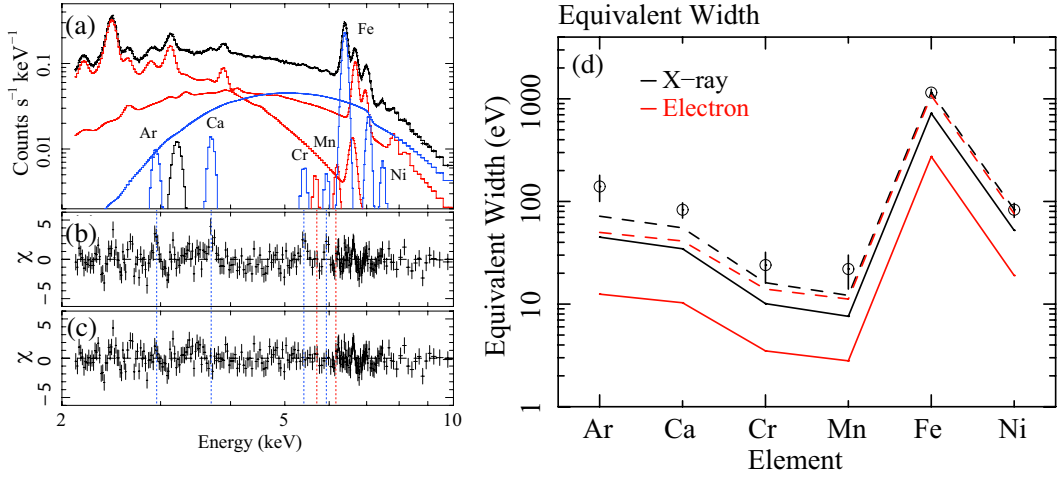 Equivalent Width
(a)
Fe
Counts s⁻¹ keV⁻¹
0.1
0.01
Ar
Ca
Cr
Mn
Ni
(b)
χ
5
0
−5
(c)
χ
5
0
−5
2
5
10
Energy (keV)
(d)
X-ray
Electron
Equivalent Width (eV)
1000
100
10
1
Ar
Ca
Cr
Mn
Fe
Ni
Element